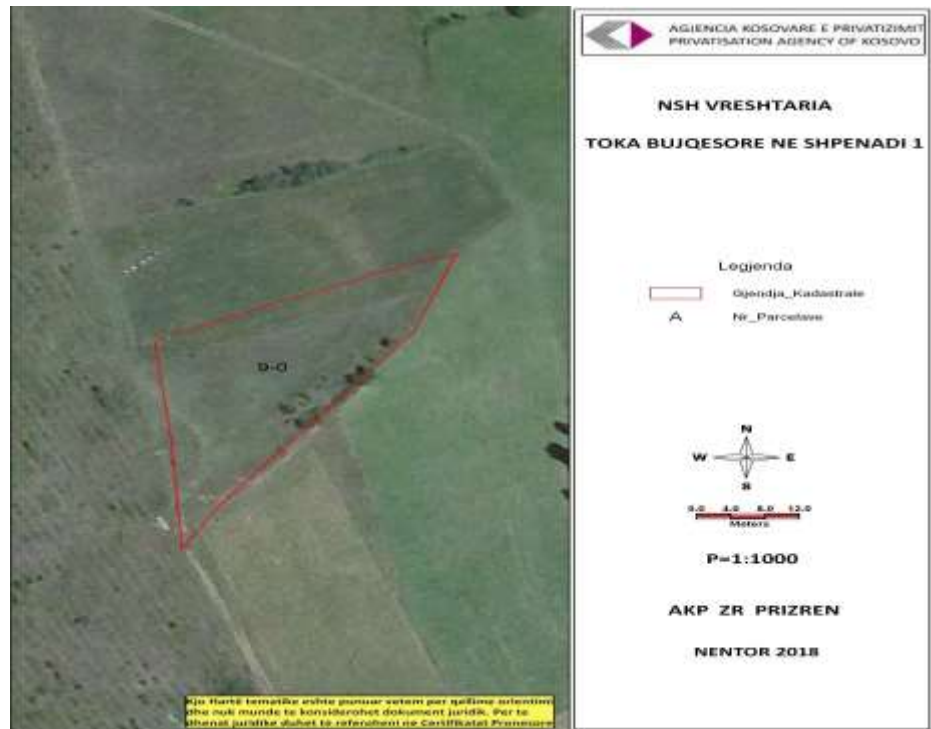 AGJENCIA KOSOVARE E PRIVATIZIMIT
PRIVATISATION AGENCY OF KOSOVO
NSH VRESHTARIA
TOKA BUJQESORE NE SHPENADI 1
Legjenda
Gjendja_Kadastrale
A Nr_Parcelave
9-0
N
W E
S
0.0 4.0 8.0 12.0
Meters
P=1:1000
AKP ZR PRIZREN
NENTOR 2018
Kjo Hartë tematike eshte punuar vetem per qellime orientimi
dhe nuk munde te konsiderohet dokument juridik. Per te
dhenat juridike duhet te referoheni ne Certifikatat Pronesore